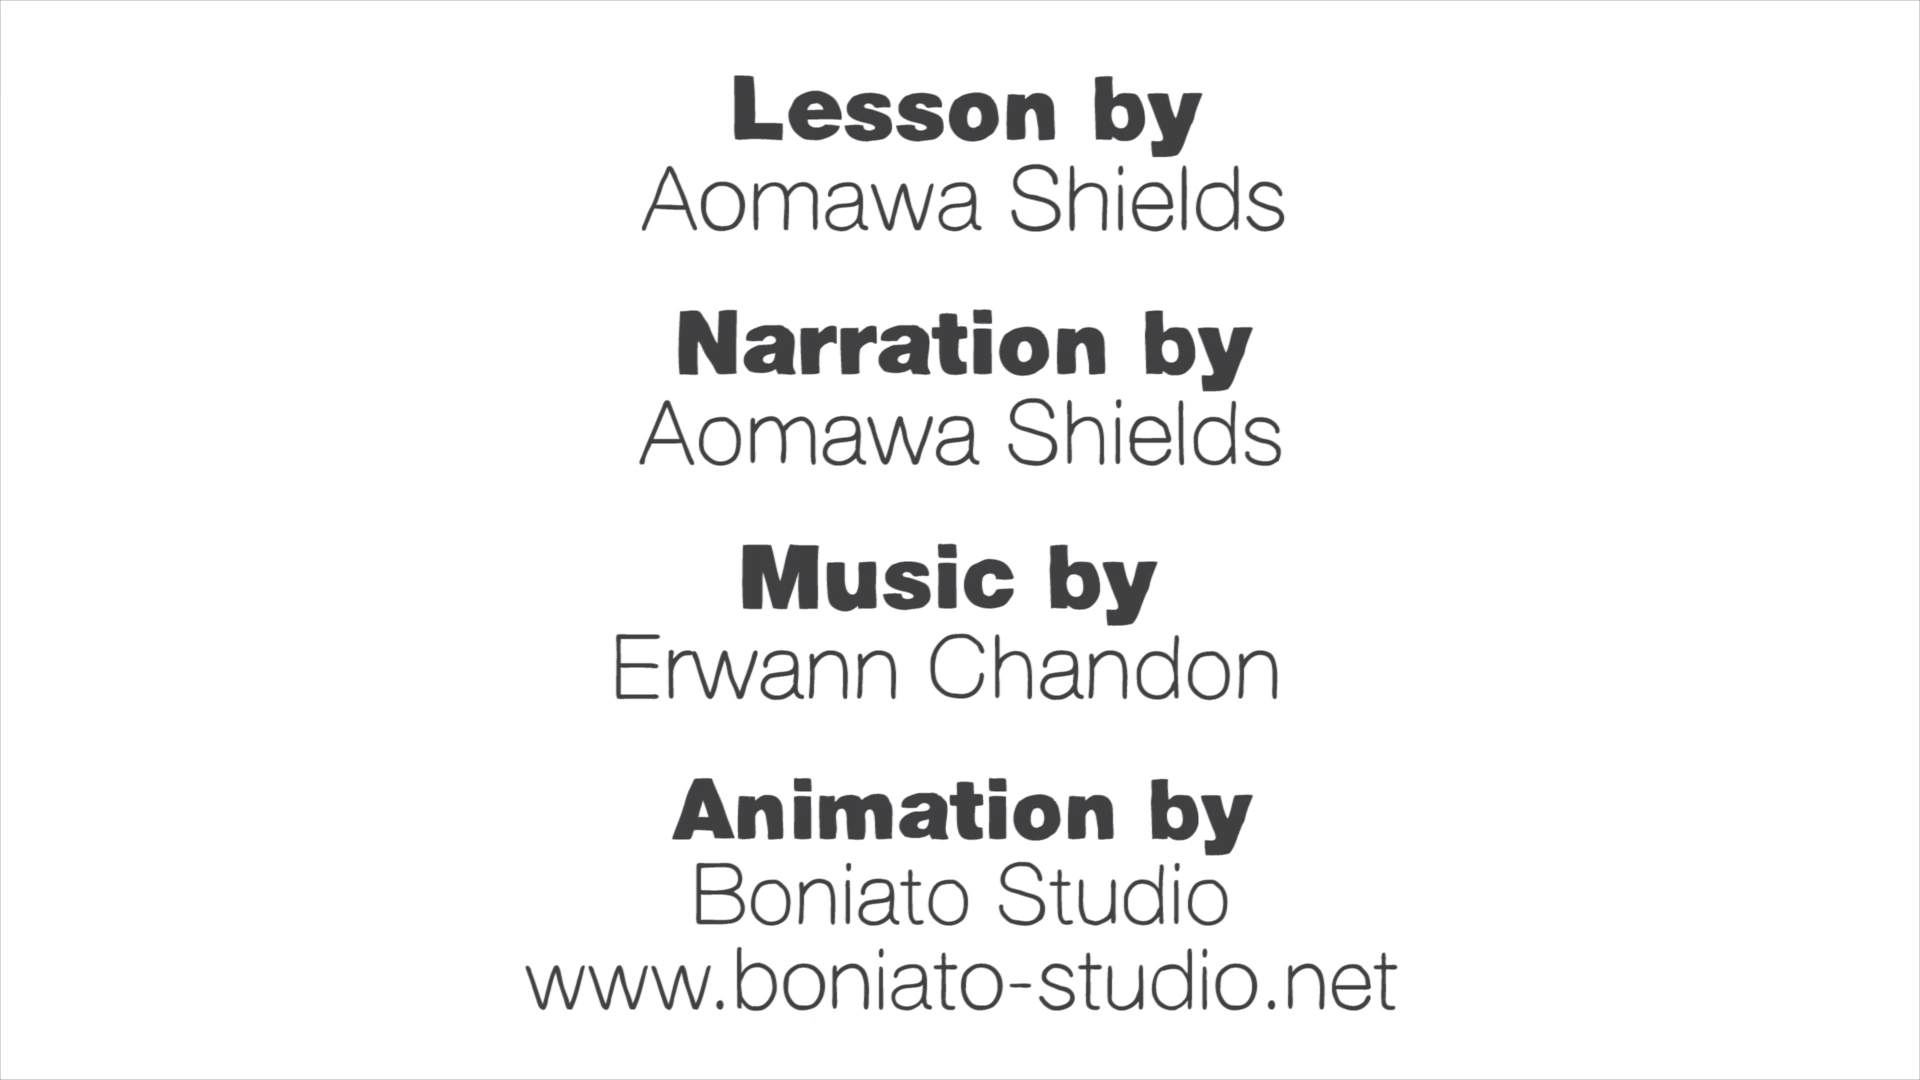 Lesson by
Aomawa Shields
Narration by
Aomawa Shields
Music by
Erwann Chandon
Animation by
Boniato Studio
www.boniato-studio.net